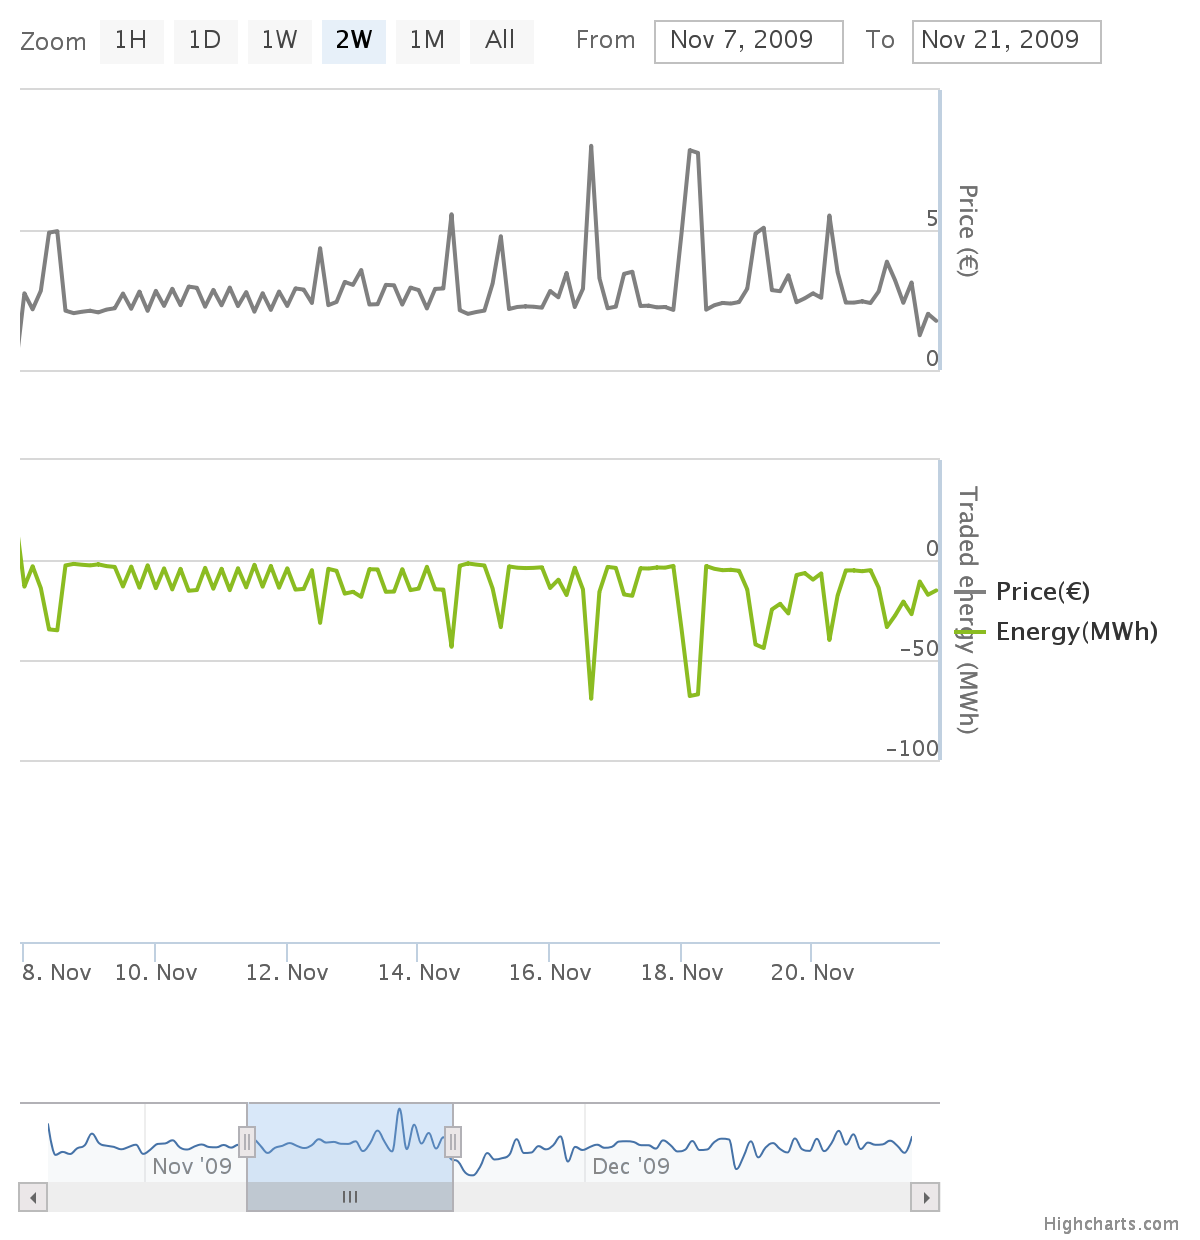 Zoom 1H 1D 1W 2W 1M All From Nov 7, 2009 To Nov 21, 2009
5
Price (€)
0
0
−50
−100
Traded energy (MWh)
Price(€)
Energy(MWh)
8. Nov 10. Nov 12. Nov 14. Nov 16. Nov 18. Nov 20. Nov
Nov '09 Dec '09
Highcharts.com